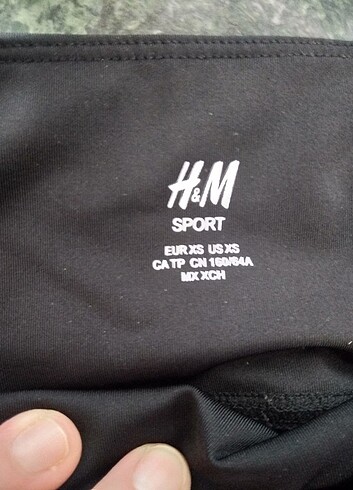 H&M
SPORT
EUR XS US XS
CA TP CN 160/64A
MX XCH